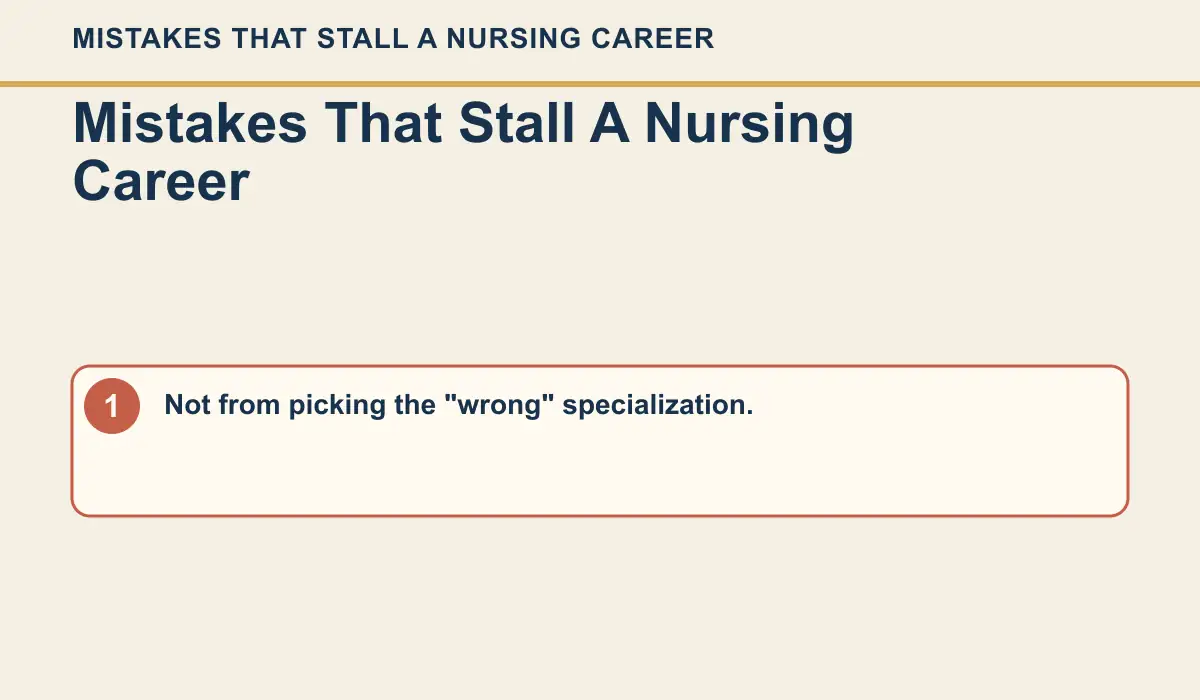 MISTAKES THAT STALL A NURSING CAREER
Mistakes That Stall A Nursing
Career
1
Not from picking the "wrong" specialization.